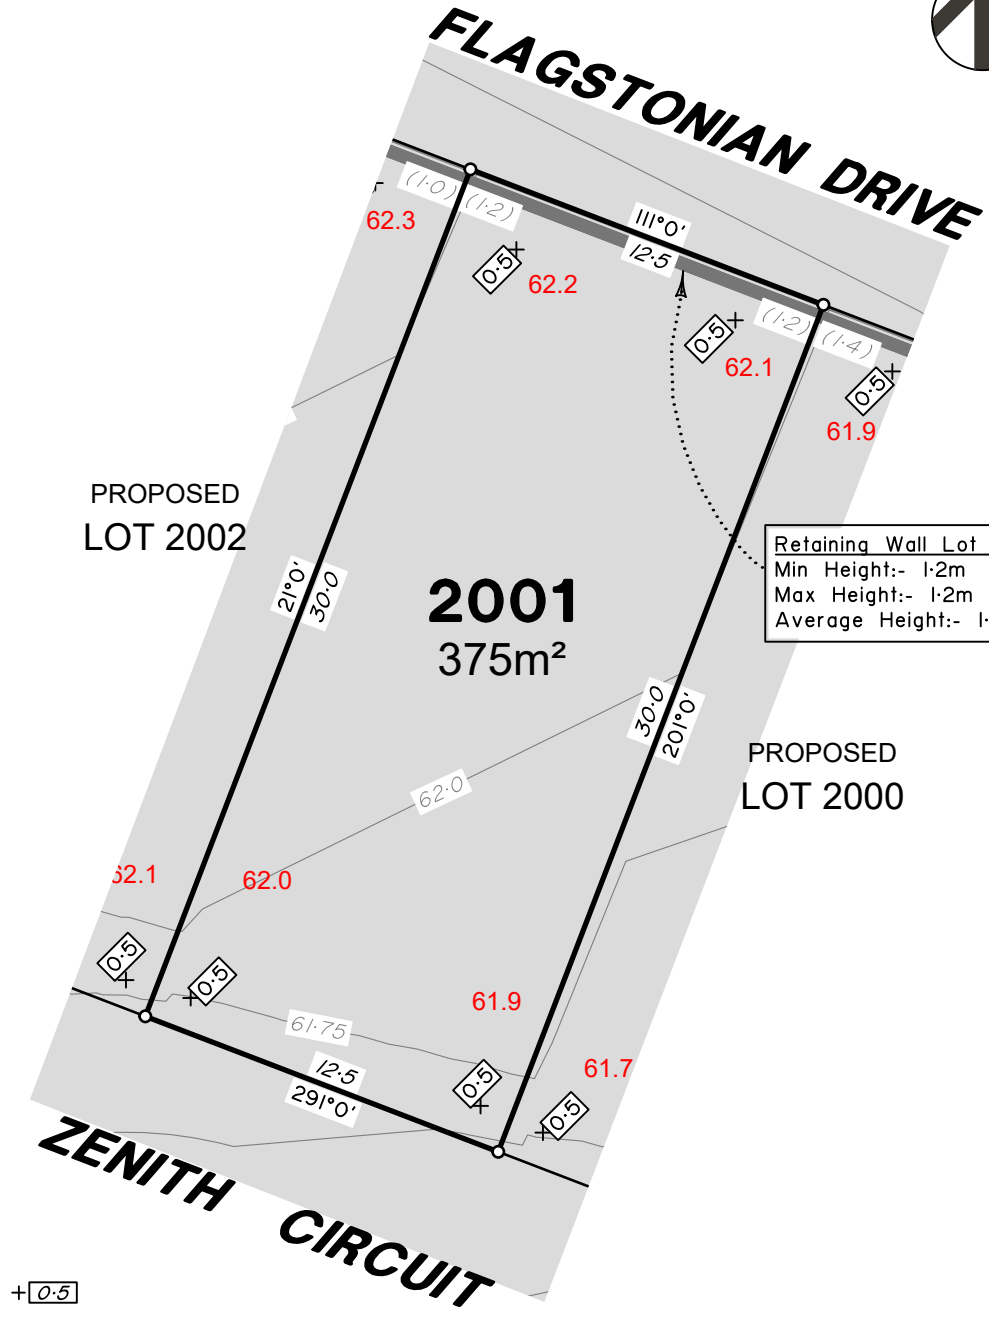 FLAGSTONIAN DRIVE
(1·0) (1·2)
62.3
111°0'
12·5
0·5
62.2
(1·2) (1·4)
0·5
62.1
0·5
61.9
PROPOSED
LOT 2002
Retaining Wall Lot
Min Height:- 1·2m
Max Height:- 1·2m
Average Height:- 1·
21°0'
30·0
2001
375m²
30·0
201°0'
PROPOSED
LOT 2000
62·0
62.1
62.0
0·5
0·5
61.9
61·75
61.7
12·5
291°0'
0·5
0·5
ZENITH CIRCUIT
+ 0·5